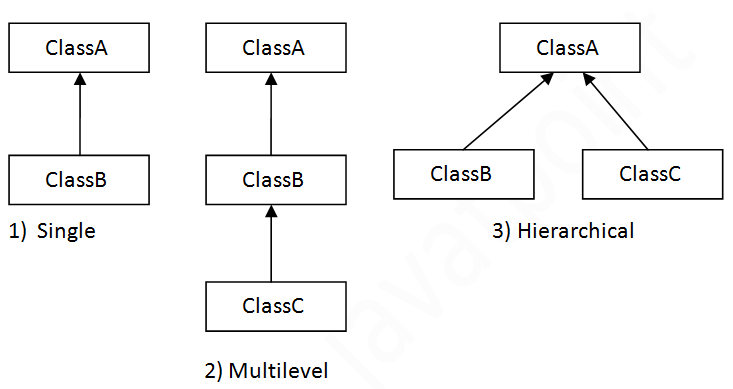 ClassA
ClassB
1) Single
ClassA
ClassB
ClassC
2) Multilevel
ClassA
ClassB
ClassC
3) Hierarchical